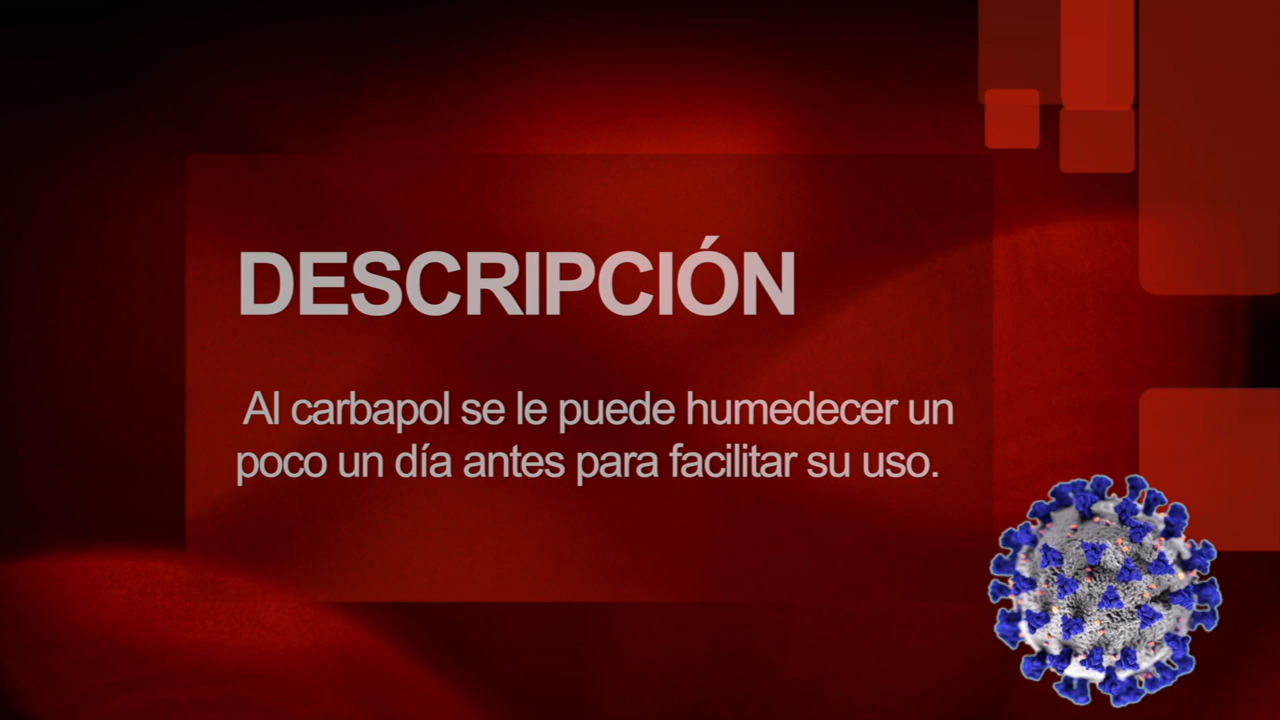 DESCRIPCIÓN
Al carbapol se le puede humedecer un
poco un día antes para facilitar su uso.